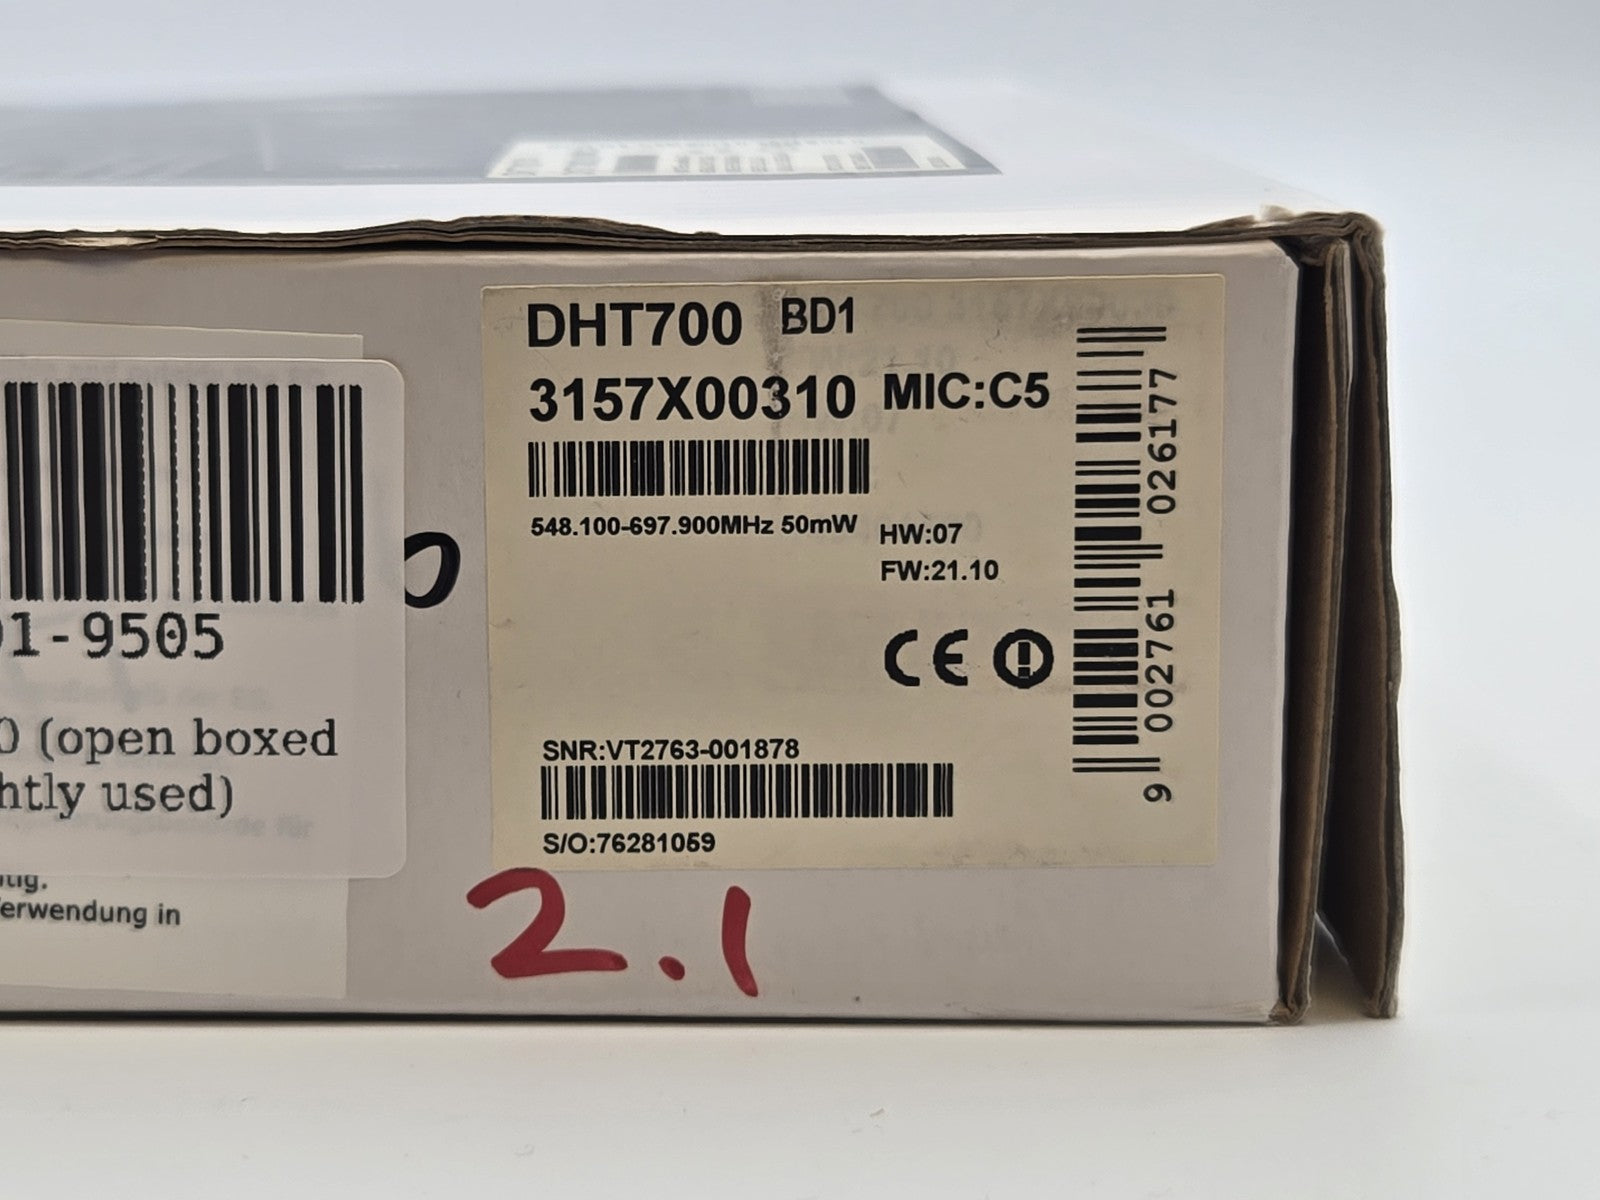 DHT700 BD1
3157X00310 MIC:C5
548.100-697.900MHz 50mW
HW:07
FW:21.10
CE
SNR:VT2763-001878
S/O:76281059
9 002761 026177
2.1
0
01-9505
0 (open boxed
htly used)
erwendung in